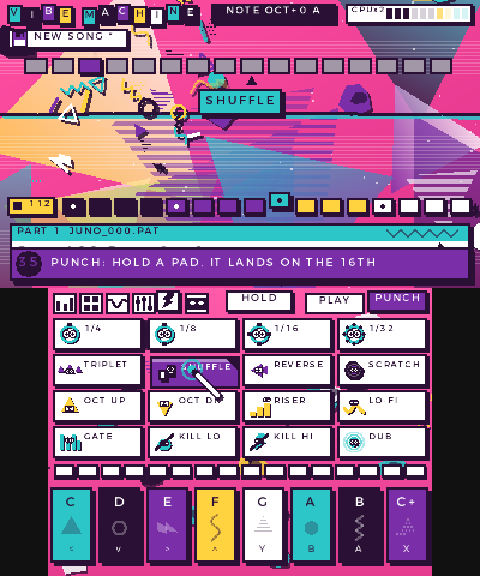 VIBE MACHINE
NOTE OCT+0 A
CPU×2
NEW SONG *
SHUFFLE
112
PART 1 JUNO_000.PAT
35 PUNCH: HOLD A PAD, IT LANDS ON THE 16TH
HOLD PLAY PUNCH
1/4 1/8 1/16 1/32
TRIPLET SHUFFLE REVERSE SCRATCH
OCT UP OCT DN RISER LO FI
GATE KILL LO KILL HI DUB
C D E F G A B C+
< V > ^ Y B A X